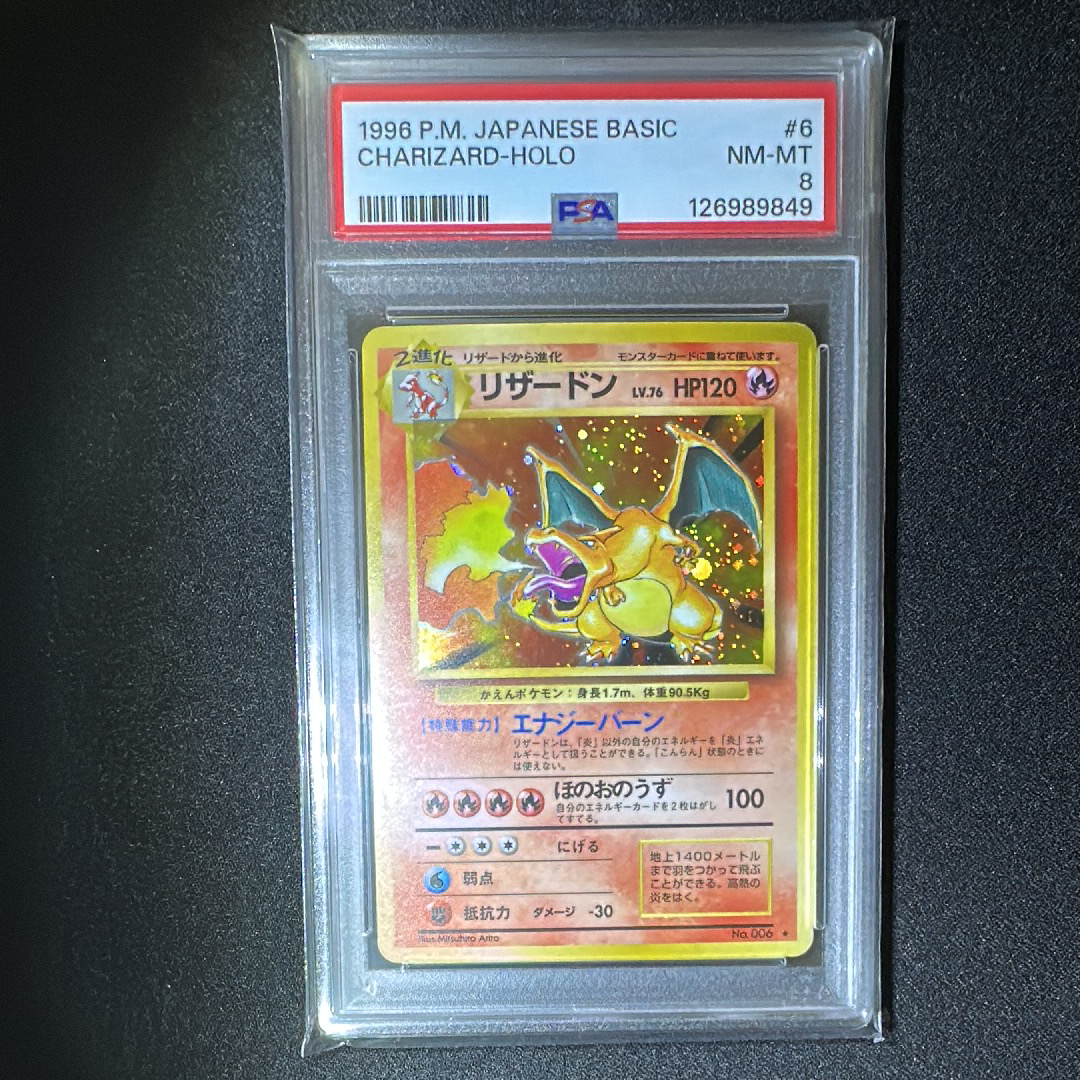 1996 P.M. JAPANESE BASIC #6
CHARIZARD-HOLO NM-MT
8
PSA 126989849
2進化 リザードから進化 モンスターカードに重ねて使います。
リザードン LV.76 HP120
かえんポケモン：身長1.7m、体重90.5Kg
【特殊能力】エナジーバーン
リザードンは、「炎」以外の自分のエネルギーを「炎」エネ
ルギーとして扱うことができる。「こんらん」状態のときに
は使えない。
ほのおのうず 100
自分のエネルギーカードを2枚はがし
てすてる。
にげる
弱点
抵抗力 ダメージ -30
地上1400メートル
まで羽をつかって飛ぶ
ことができる。高熱の
炎をはく。
Illus.Mitsuhiro Arita No.006 ★